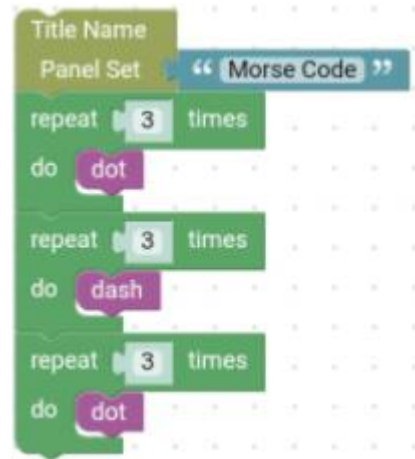 Title Name
Panel Set “ Morse Code ”
repeat 3 times
do dot
repeat 3 times
do dash
repeat 3 times
do dot